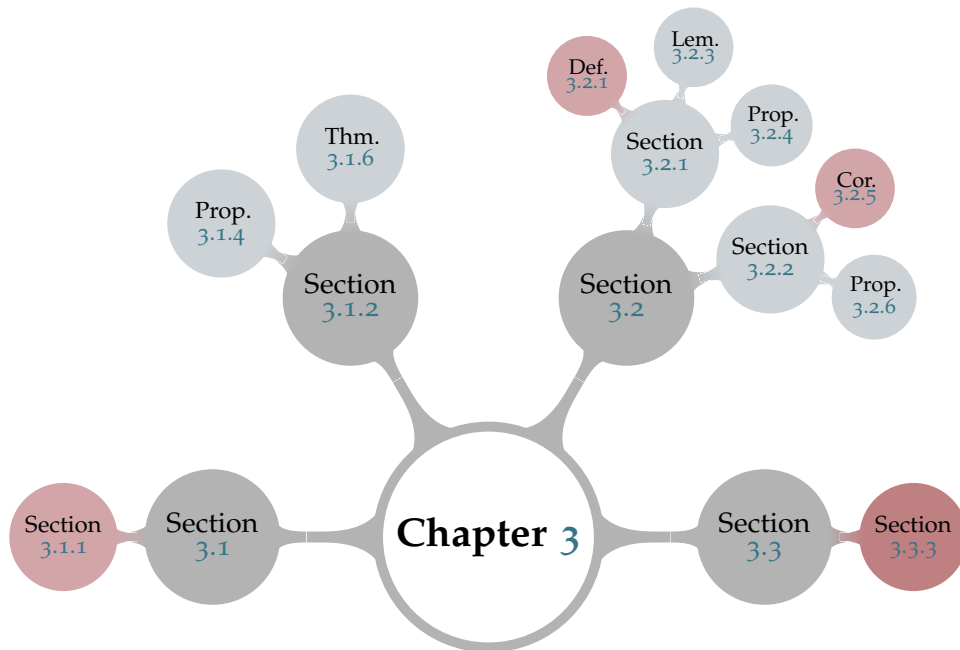 Lem.
3.2.3
Def.
3.2.1
Prop.
3.2.4
Thm.
3.1.6
Section
3.2.1
Cor.
3.2.5
Prop.
3.1.4
Section
3.2.2
Section
3.1.2
Section
3.2
Prop.
3.2.6
Section
3.1.1
Section
3.1
Chapter 3
Section
3.3
Section
3.3.3